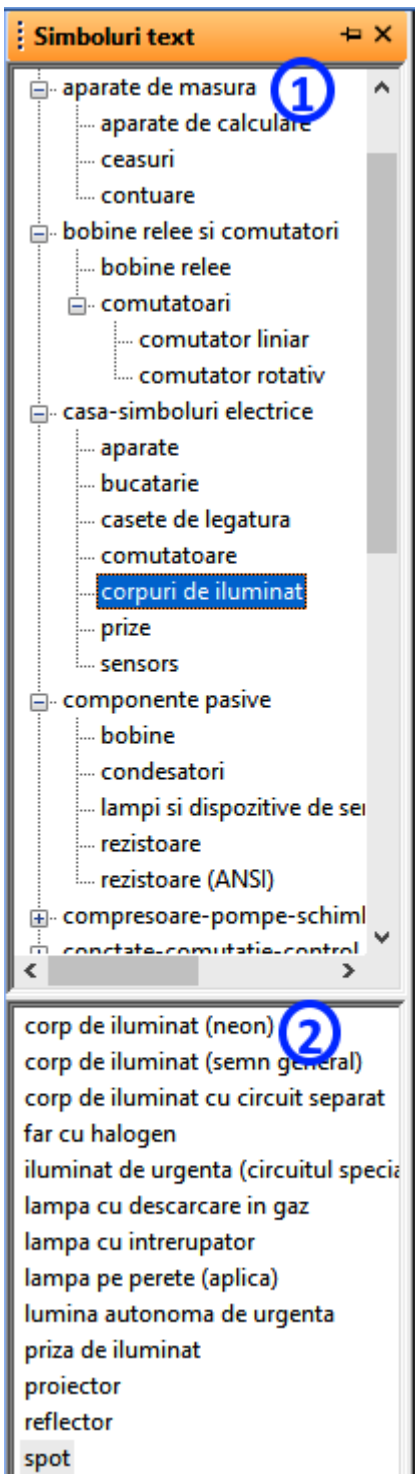 Simboluri text
aparate de masura
1
aparate de calculare
ceasuri
contuare
bobine relee si comutatori
bobine relee
comutatoari
comutator liniar
comutator rotativ
casa-simboluri electrice
aparate
bucatarie
casete de legatura
comutatoare
corpuri de iluminat
prize
sensors
componente pasive
bobine
condesatori
lampi si dispozitive de ser
rezistoare
rezistoare (ANSI)
compresoare-pompe-schiml
conctate-comutatie-control
corp de iluminat (neon)
2
corp de iluminat (semn general)
corp de iluminat cu circuit separat
far cu halogen
iluminat de urgenta (circuitul specia
lampa cu descarcare in gaz
lampa cu intrerupator
lampa pe perete (aplica)
lumina autonoma de urgenta
priza de iluminat
proiector
reflector
spot